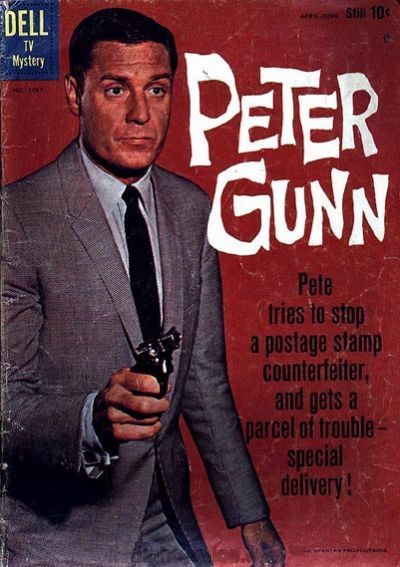 DELL
TV
Mystery
APRIL-JUNE
Still 10¢
PETER
GUNN
Pete
tries to stop
a postage stamp
counterfeiter,
and gets a
parcel of trouble–
special
delivery!
SPARTAN PRODUCTIONS